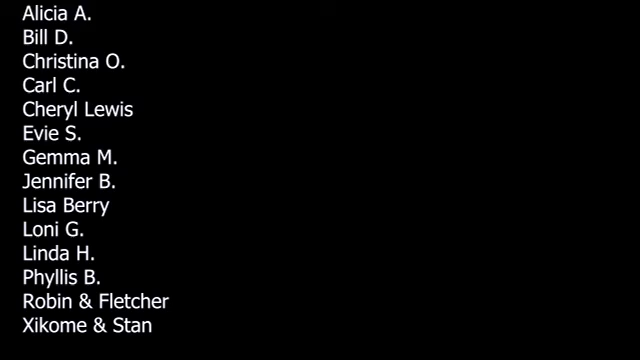 Alicia A.
Bill D.
Christina O.
Carl C.
Cheryl Lewis
Evie S.
Gemma M.
Jennifer B.
Lisa Berry
Loni G.
Linda H.
Phyllis B.
Robin & Fletcher
Xikome & Stan